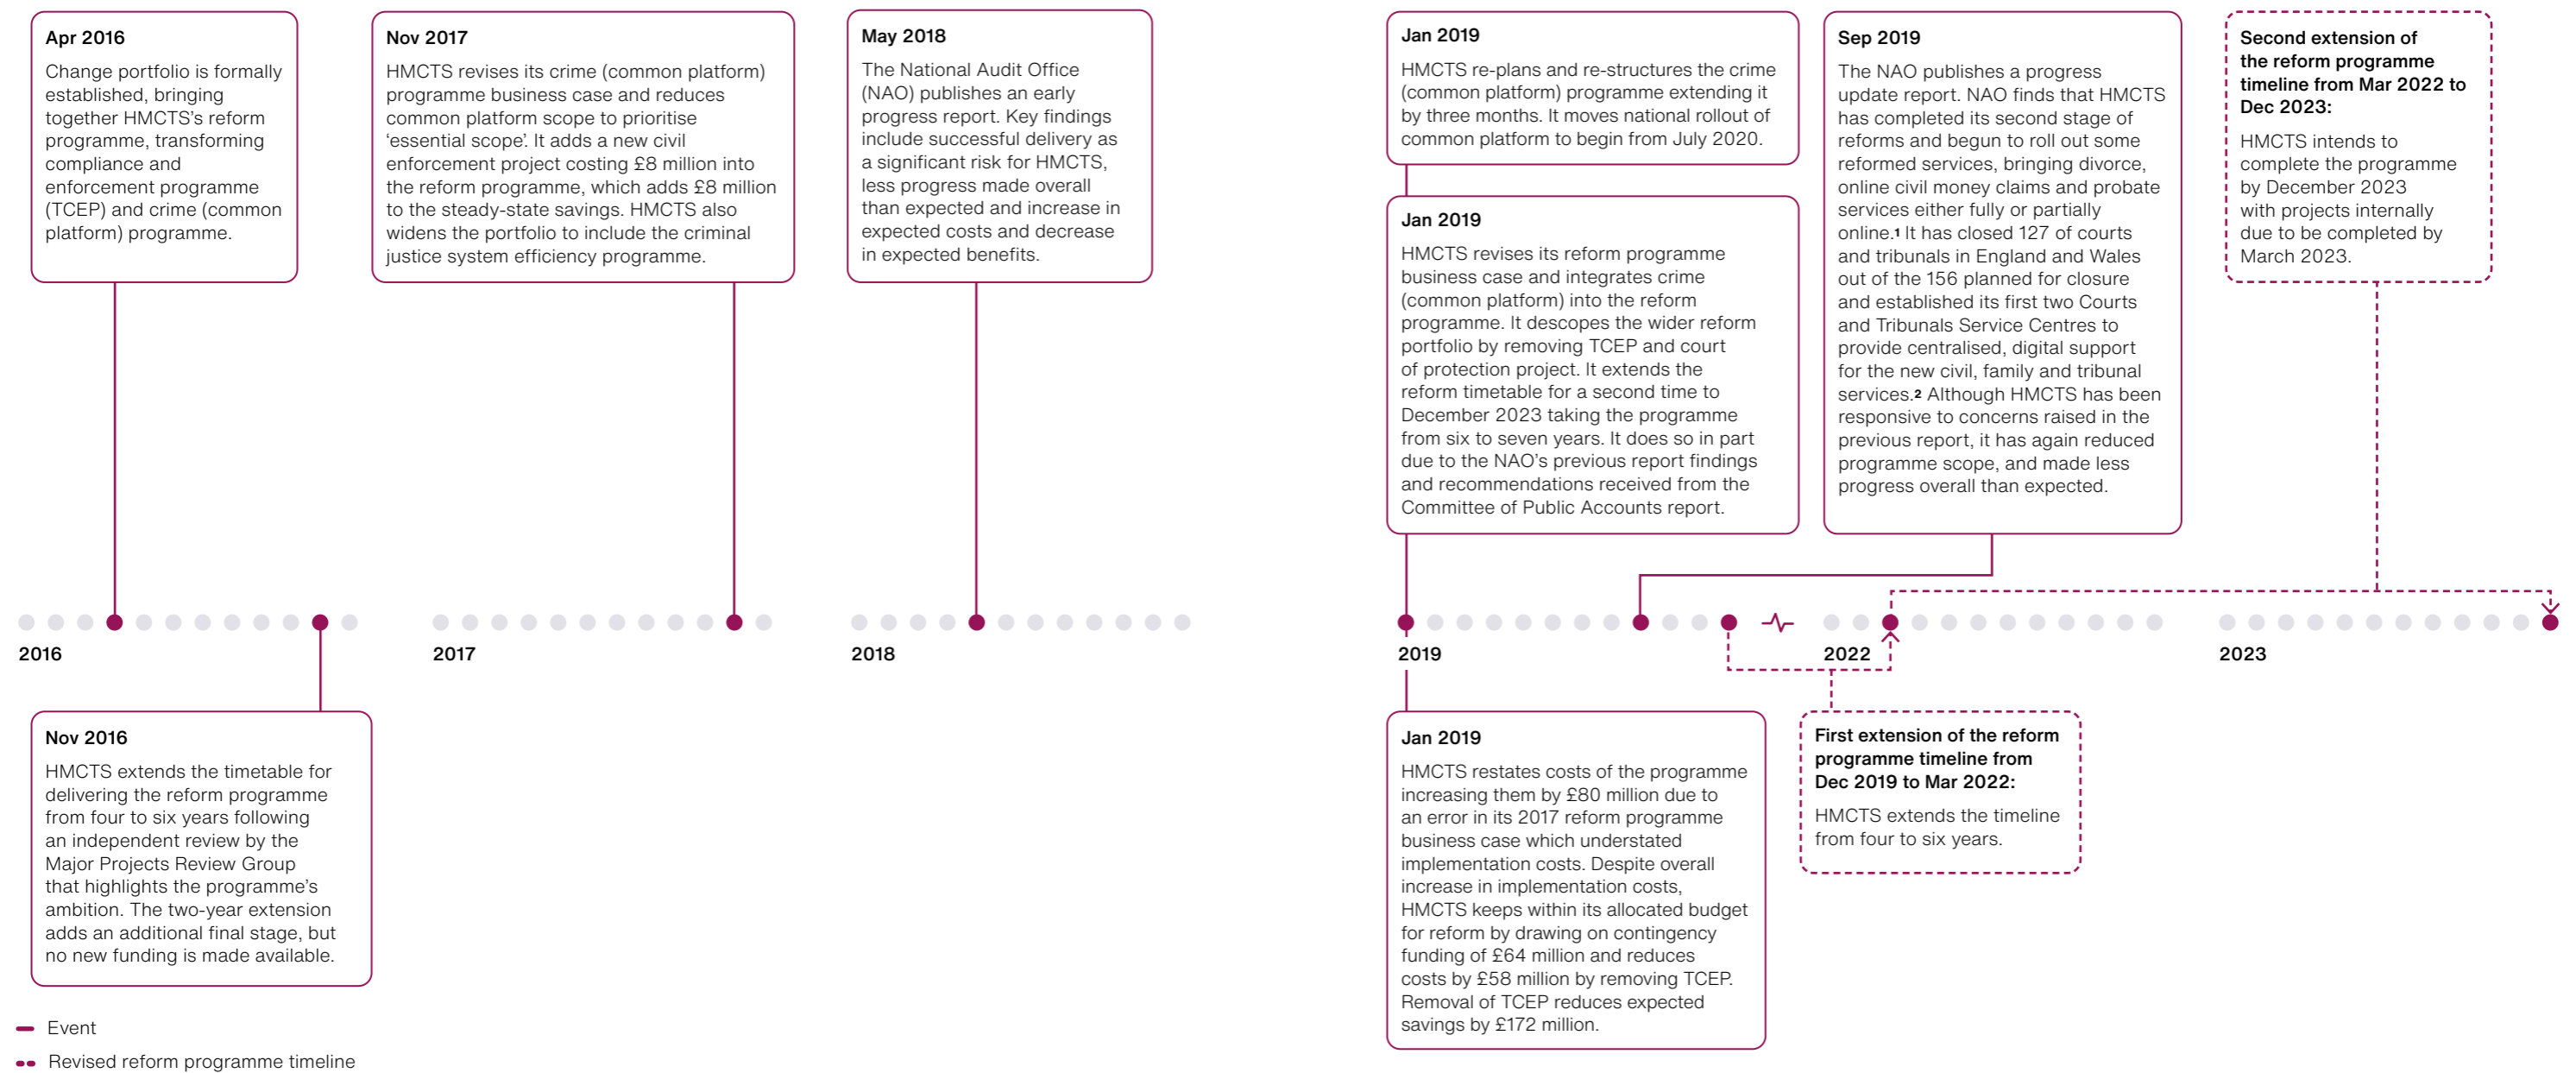 Apr 2016
Change portfolio is formally
established, bringing
together HMCTS's reform
programme, transforming
compliance and
enforcement programme
(TCEP) and crime (common
platform) programme.
Nov 2017
HMCTS revises its crime (common platform)
programme business case and reduces
common platform scope to prioritise
'essential scope'. It adds a new civil
enforcement project costing £8 million into
the reform programme, which adds £8 million
to the steady-state savings. HMCTS also
widens the portfolio to include the criminal
justice system efficiency programme.
May 2018
The National Audit Office
(NAO) publishes an early
progress report. Key findings
include successful delivery as
a significant risk for HMCTS,
less progress made overall
than expected and increase in
expected costs and decrease
in expected benefits.
Jan 2019
HMCTS re-plans and re-structures the crime
(common platform) programme extending it
by three months. It moves national rollout of
common platform to begin from July 2020.
Jan 2019
HMCTS revises its reform programme
business case and integrates crime
(common platform) into the reform
programme. It descopes the wider reform
portfolio by removing TCEP and court
of protection project. It extends the
reform timetable for a second time to
December 2023 taking the programme
from six to seven years. It does so in part
due to the NAO's previous report findings
and recommendations received from the
Committee of Public Accounts report.
Sep 2019
The NAO publishes a progress
update report. NAO finds that HMCTS
has completed its second stage of
reforms and begun to roll out some
reformed services, bringing divorce,
online civil money claims and probate
services either fully or partially
online.1 It has closed 127 of courts
and tribunals in England and Wales
out of the 156 planned for closure
and established its first two Courts
and Tribunals Service Centres to
provide centralised, digital support
for the new civil, family and tribunal
services.2 Although HMCTS has been
responsive to concerns raised in the
previous report, it has again reduced
programme scope, and made less
progress overall than expected.
Second extension of
the reform programme
timeline from Mar 2022 to
Dec 2023:
HMCTS intends to
complete the programme
by December 2023
with projects internally
due to be completed by
March 2023.
2016
2017
2018
2019
2022
2023
Nov 2016
HMCTS extends the timetable for
delivering the reform programme
from four to six years following
an independent review by the
Major Projects Review Group
that highlights the programme's
ambition. The two-year extension
adds an additional final stage, but
no new funding is made available.
Jan 2019
HMCTS restates costs of the programme
increasing them by £80 million due to
an error in its 2017 reform programme
business case which understated
implementation costs. Despite overall
increase in implementation costs,
HMCTS keeps within its allocated budget
for reform by drawing on contingency
funding of £64 million and reduces
costs by £58 million by removing TCEP.
Removal of TCEP reduces expected
savings by £172 million.
First extension of the reform
programme timeline from
Dec 2019 to Mar 2022:
HMCTS extends the timeline
from four to six years.
Event
Revised reform programme timeline